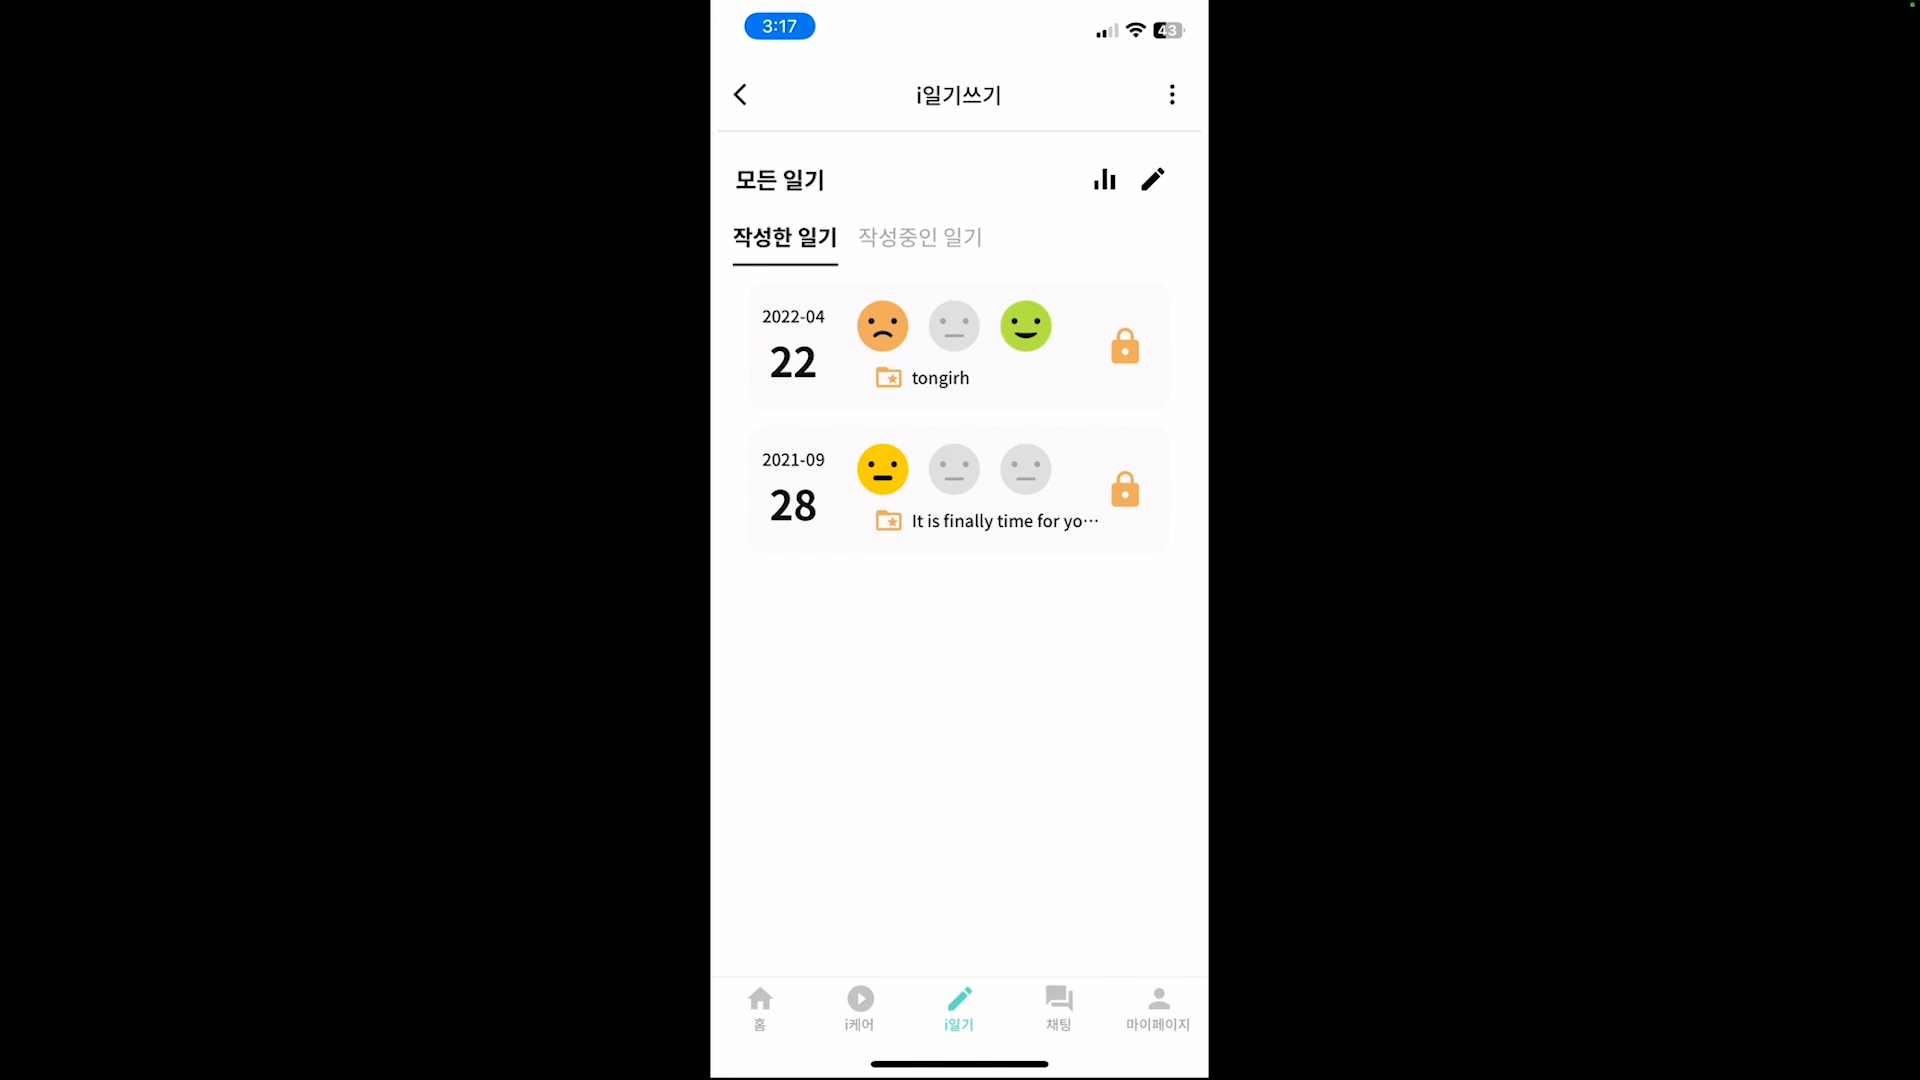 3:17
43
i일기쓰기
모든 일기
작성한 일기 작성중인 일기
2022-04
22
tongirh
2021-09
28
It is finally time for yo…
홈 i케어 i일기 채팅 마이페이지